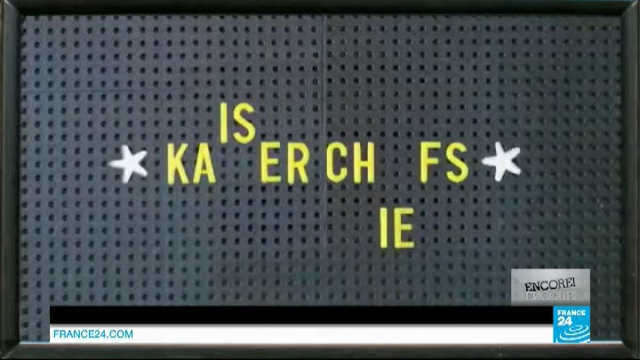 IS
KA ER CH FS
IE
ENCORE!
FRANCE 24
FRANCE24.COM